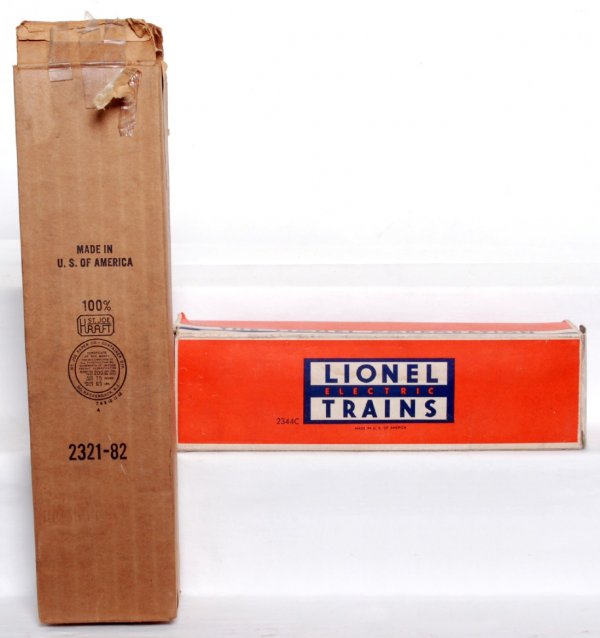 MADE IN
U. S. OF AMERICA
100%
ST. JOE
KRAFT
2321-82
LIONEL
ELECTRIC
TRAINS
2344C
MADE IN U. S. OF AMERICA